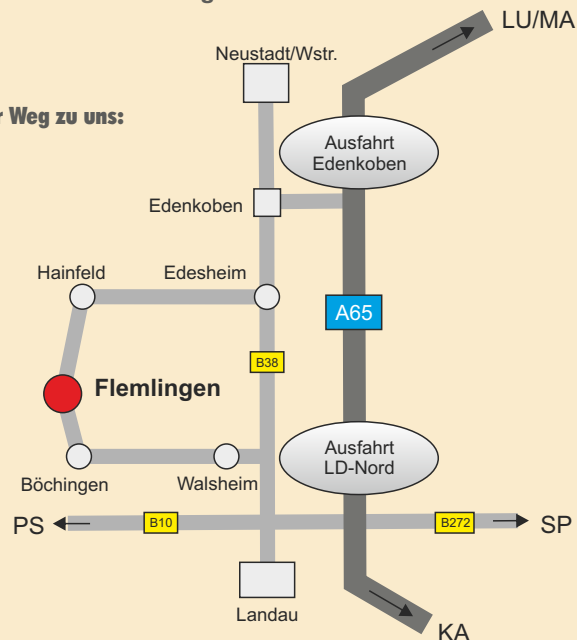 LU/MA
Neustadt/Wstr.
Weg zu uns:
Ausfahrt
Edenkoben
Edenkoben
Hainfeld
Edesheim
A65
B38
Flemlingen
Ausfahrt
LD-Nord
Böchingen
Walsheim
PS
B10
B272
SP
Landau
KA